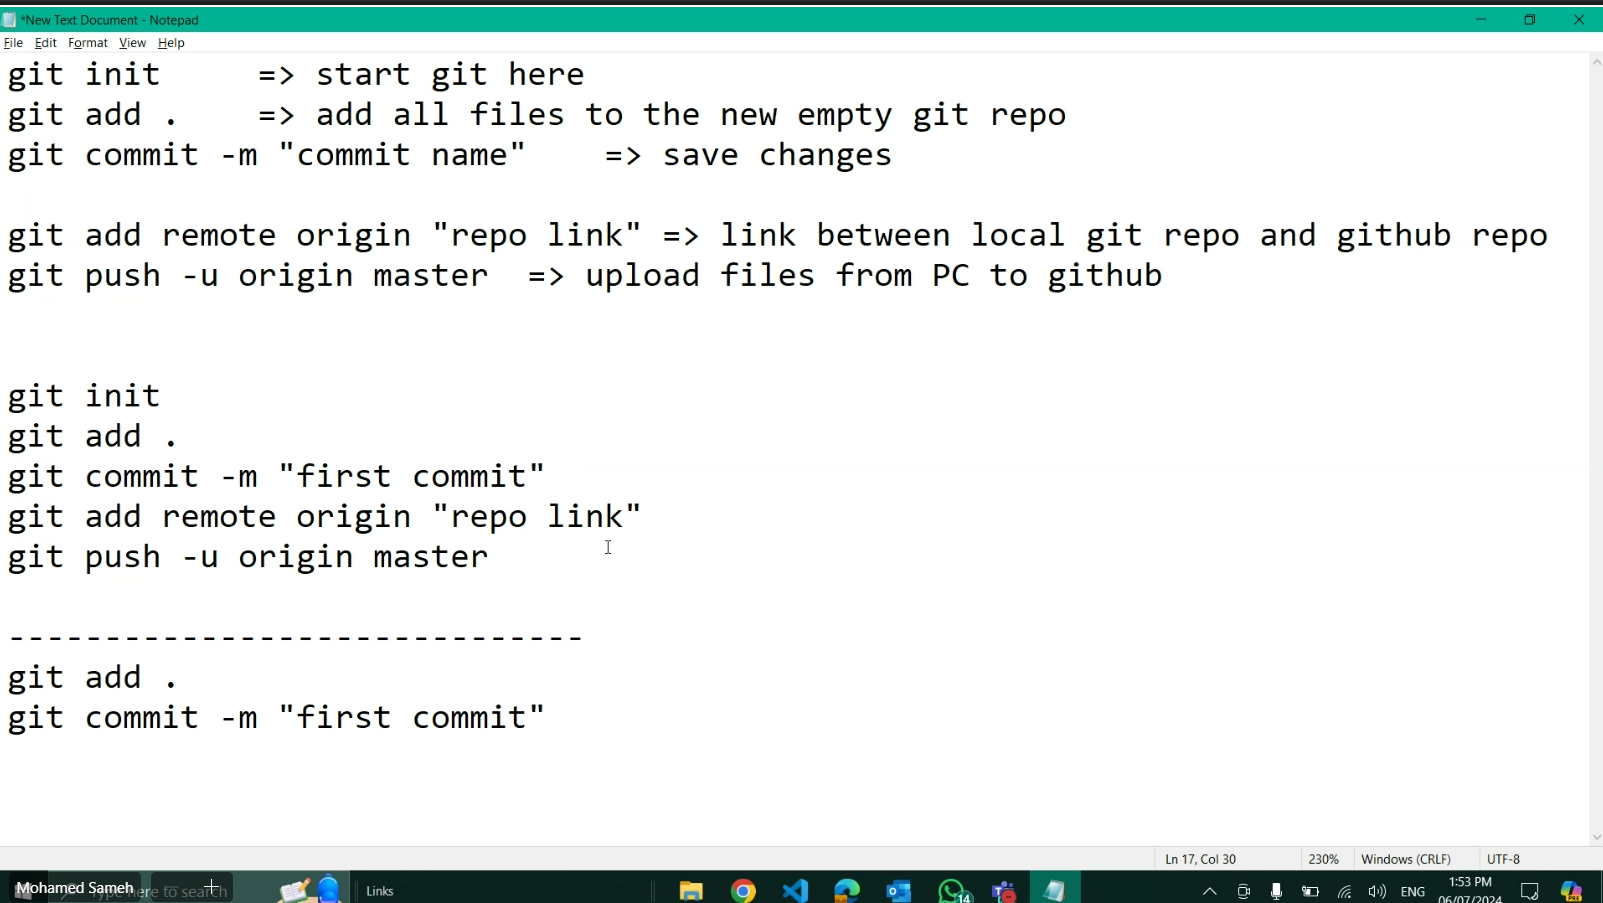 *New Text Document - Notepad
File Edit Format View Help
git init => start git here
git add . => add all files to the new empty git repo
git commit -m "commit name" => save changes
git add remote origin "repo link" => link between local git repo and github repo
git push -u origin master => upload files from PC to github
git init
git add .
git commit -m "first commit"
git add remote origin "repo link"
git push -u origin master
------------------------------
git add .
git commit -m "first commit"
Ln 17, Col 30 230% Windows (CRLF) UTF-8
Mohamed Sameh Type here to search Links 14 ENG 1:53 PM
06/07/2024